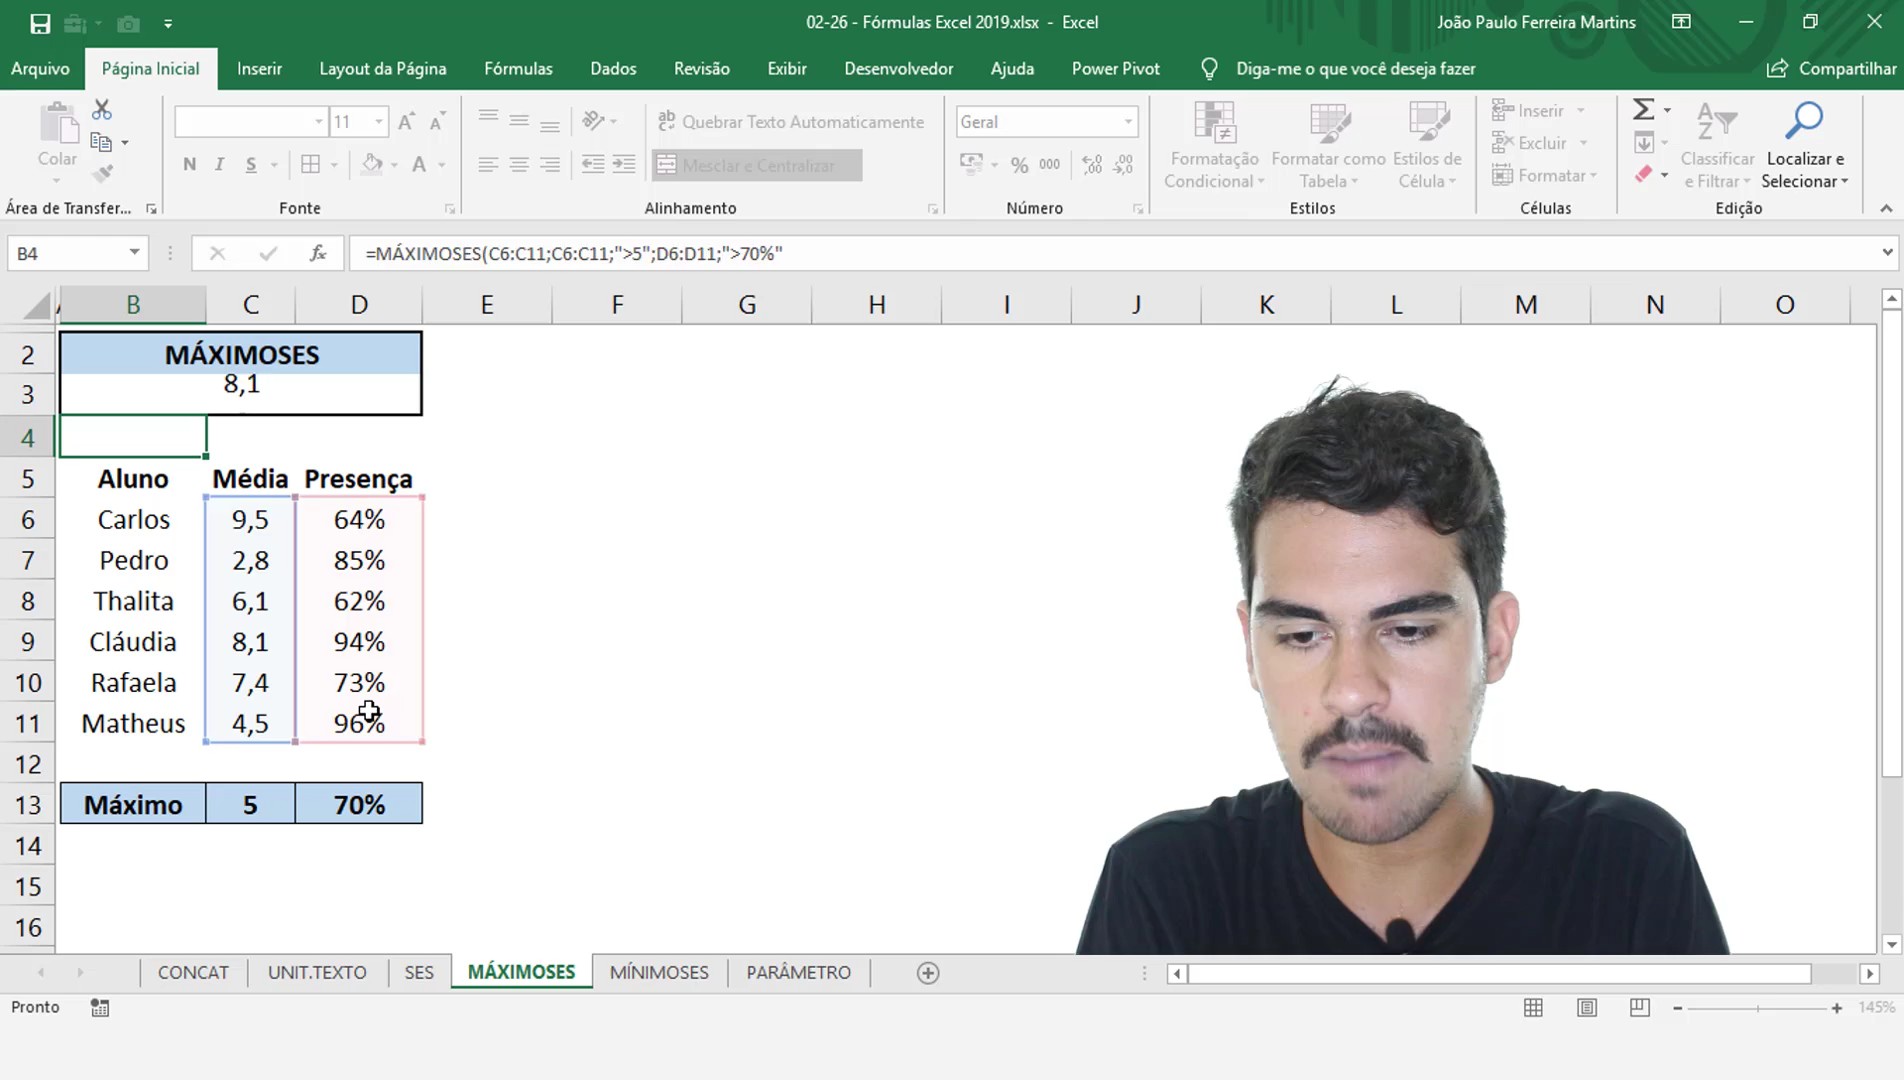 02-26 - Fórmulas Excel 2019.xlsx - Excel
João Paulo Ferreira Martins
Arquivo Página Inicial Inserir Layout da Página Fórmulas Dados Revisão Exibir Desenvolvedor Ajuda Power Pivot Diga-me o que você deseja fazer Compartilhar
Colar
Área de Transfer...
11
N I S
Fonte
Quebrar Texto Automaticamente
Mesclar e Centralizar
Alinhamento
Geral
% 000
Número
Formatação Condicional
Formatar como Tabela
Estilos de Célula
Estilos
Inserir
Excluir
Formatar
Células
Classificar e Filtrar
Localizar e Selecionar
Edição
B4 fx =MÁXIMOSES(C6:C11;C6:C11;">5";D6:D11;">70%"
B C D E F G H I J K L M N O
2 MÁXIMOSES
3 8,1
4
5 Aluno Média Presença
6 Carlos 9,5 64%
7 Pedro 2,8 85%
8 Thalita 6,1 62%
9 Cláudia 8,1 94%
10 Rafaela 7,4 73%
11 Matheus 4,5 96%
12
13 Máximo 5 70%
14
15
16
CONCAT UNIT.TEXTO SES MÁXIMOSES MÍNIMOSES PARÂMETRO
Pronto 145%